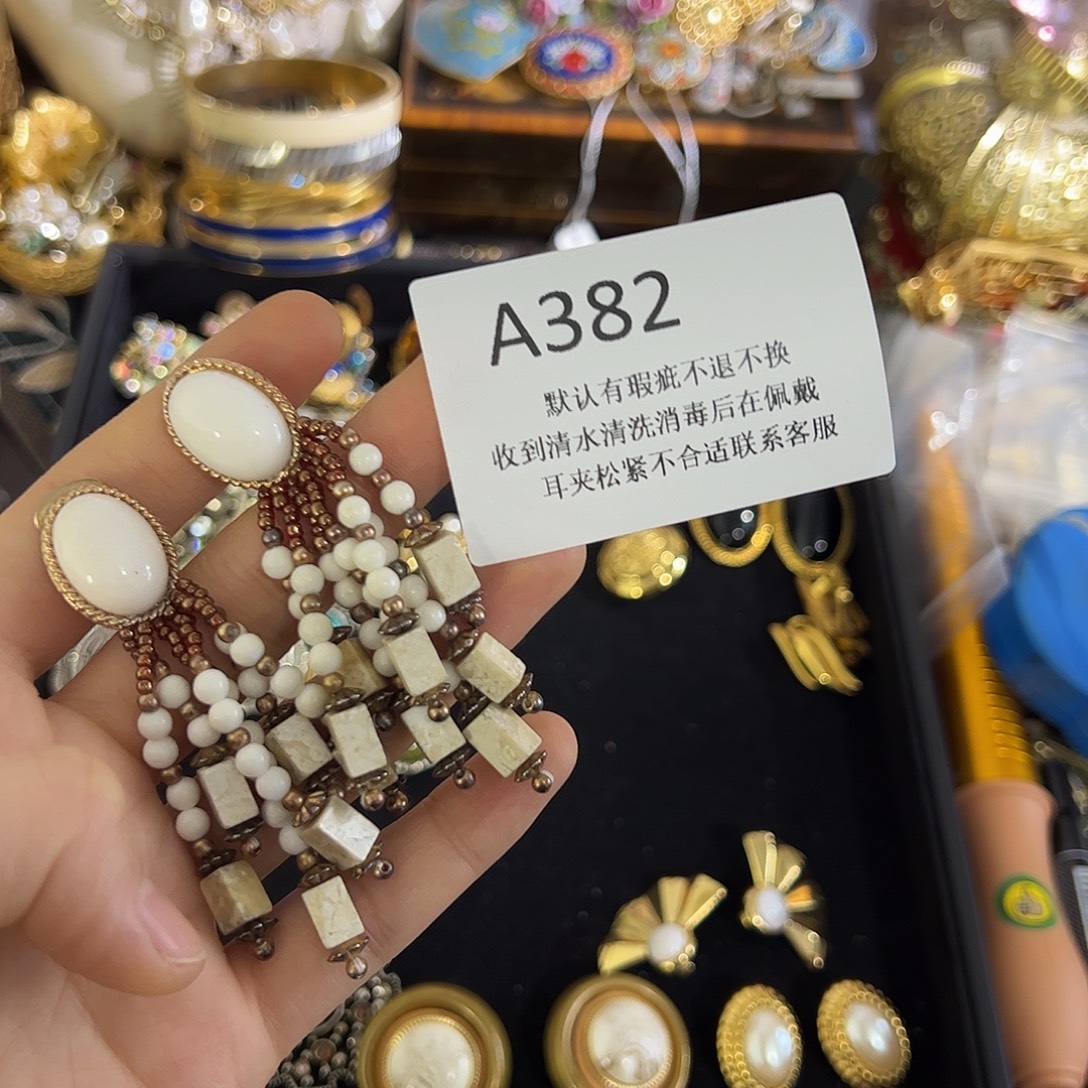 A382
默认有瑕疵不退不换
收到清水清洗消毒后在佩戴
耳夹松紧不合适联系客服